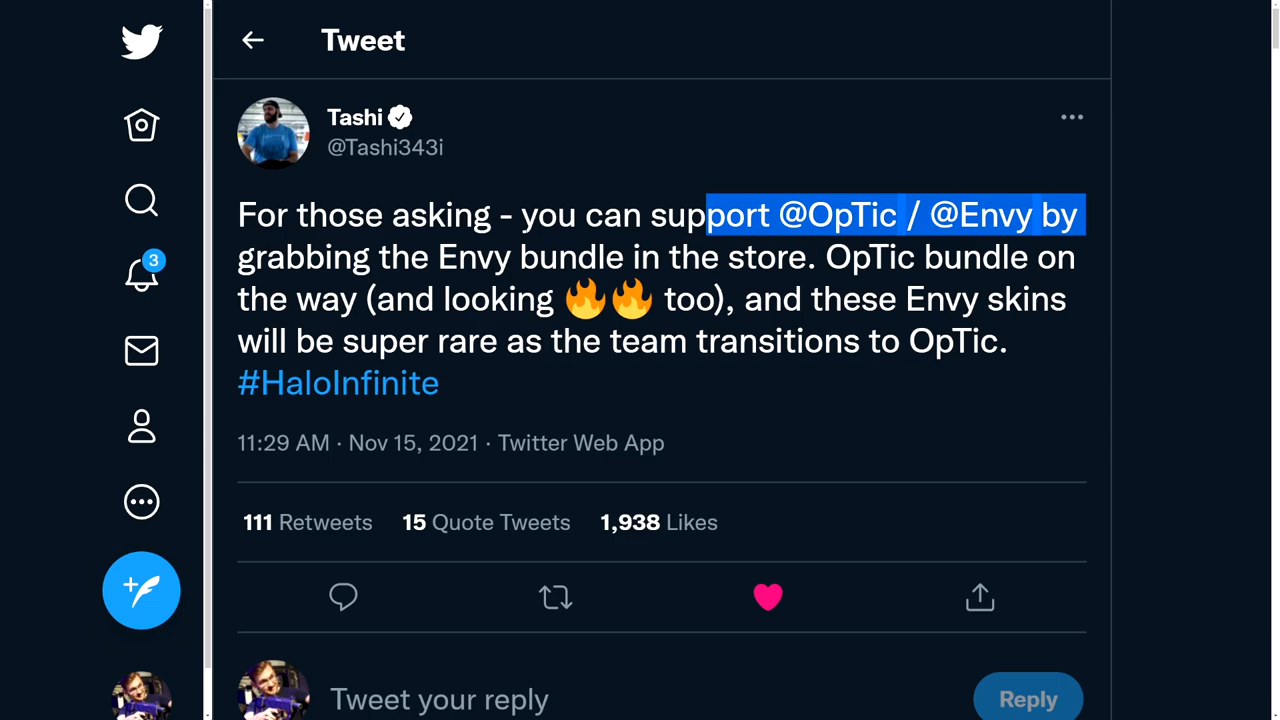 Tweet
Tashi
@Tashi343i
For those asking - you can support @OpTic / @Envy by
grabbing the Envy bundle in the store. OpTic bundle on
the way (and looking 🔥🔥 too), and these Envy skins
will be super rare as the team transitions to OpTic.
#HaloInfinite
11:29 AM · Nov 15, 2021 · Twitter Web App
111 Retweets 15 Quote Tweets 1,938 Likes
3
Tweet your reply
Reply